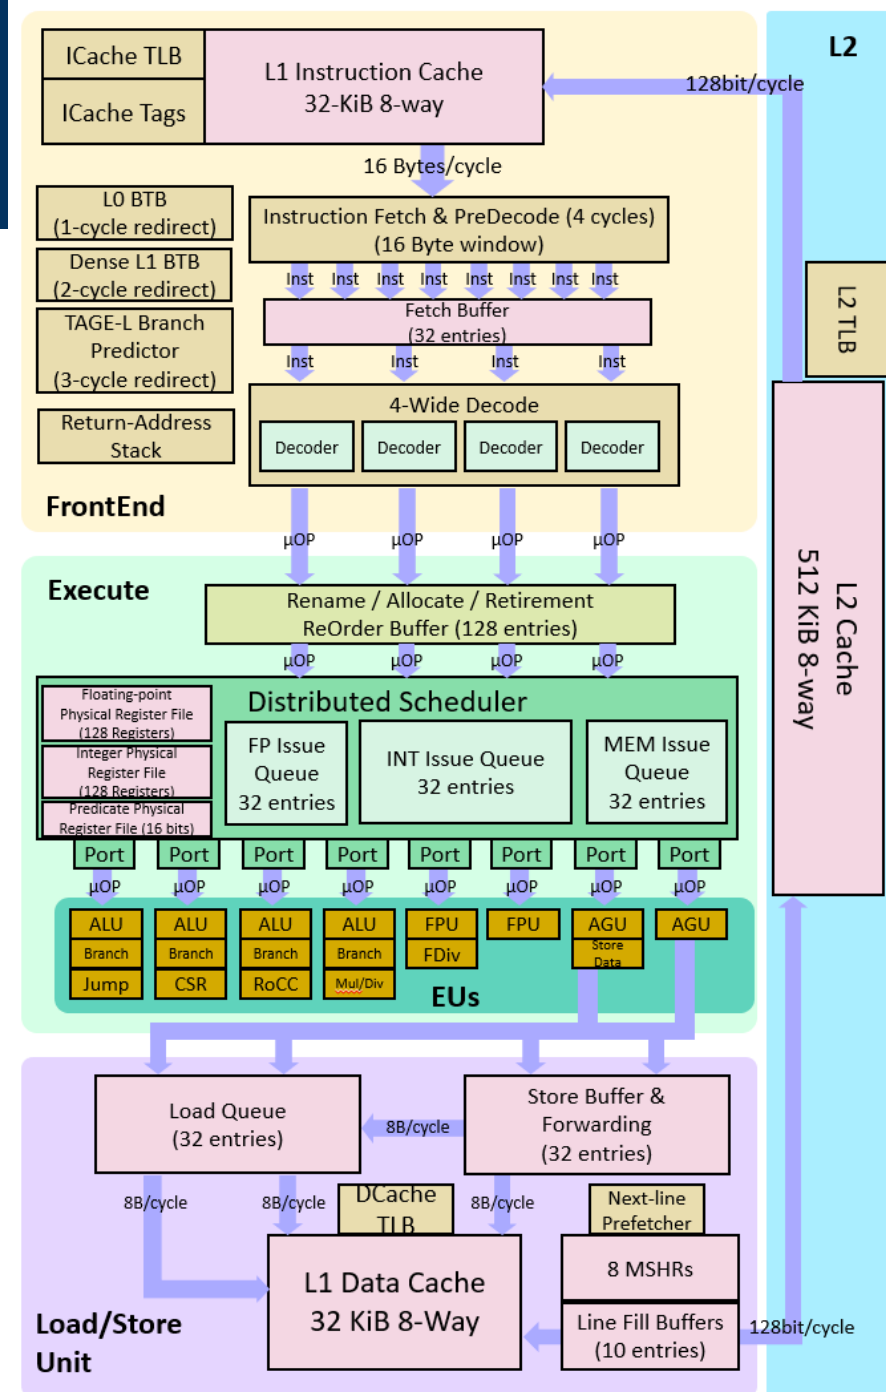 ICache TLB
ICache Tags
L1 Instruction Cache
32-KiB 8-way
L2
128bit/cycle
16 Bytes/cycle
L0 BTB
(1-cycle redirect)
Dense L1 BTB
(2-cycle redirect)
TAGE-L Branch
Predictor
(3-cycle redirect)
Return-Address
Stack
Instruction Fetch & PreDecode (4 cycles)
(16 Byte window)
Inst Inst Inst Inst Inst Inst Inst Inst
Fetch Buffer
(32 entries)
Inst Inst Inst Inst
4-Wide Decode
Decoder Decoder Decoder Decoder
FrontEnd
L2 TLB
L2 Cache
512 KiB 8-way
μOP μOP μOP μOP
Execute
Rename / Allocate / Retirement
ReOrder Buffer (128 entries)
μOP μOP μOP μOP
Distributed Scheduler
Floating-point
Physical Register File
(128 Registers)
Integer Physical
Register File
(128 Registers)
Predicate Physical
Register File (16 bits)
FP Issue
Queue
32 entries
INT Issue Queue
32 entries
MEM Issue
Queue
32 entries
Port Port Port Port Port Port Port Port
μOP μOP μOP μOP μOP μOP μOP μOP
ALU ALU ALU ALU FPU FPU AGU AGU
Branch Branch Branch Branch FDiv Store
Data
Jump CSR RoCC Mul/Div
EUs
Load Queue
(32 entries)
8B/cycle
Store Buffer &
Forwarding
(32 entries)
8B/cycle 8B/cycle 8B/cycle
DCache
TLB
Next-line
Prefetcher
L1 Data Cache
32 KiB 8-Way
8 MSHRs
Line Fill Buffers
(10 entries)
128bit/cycle
Load/Store
Unit